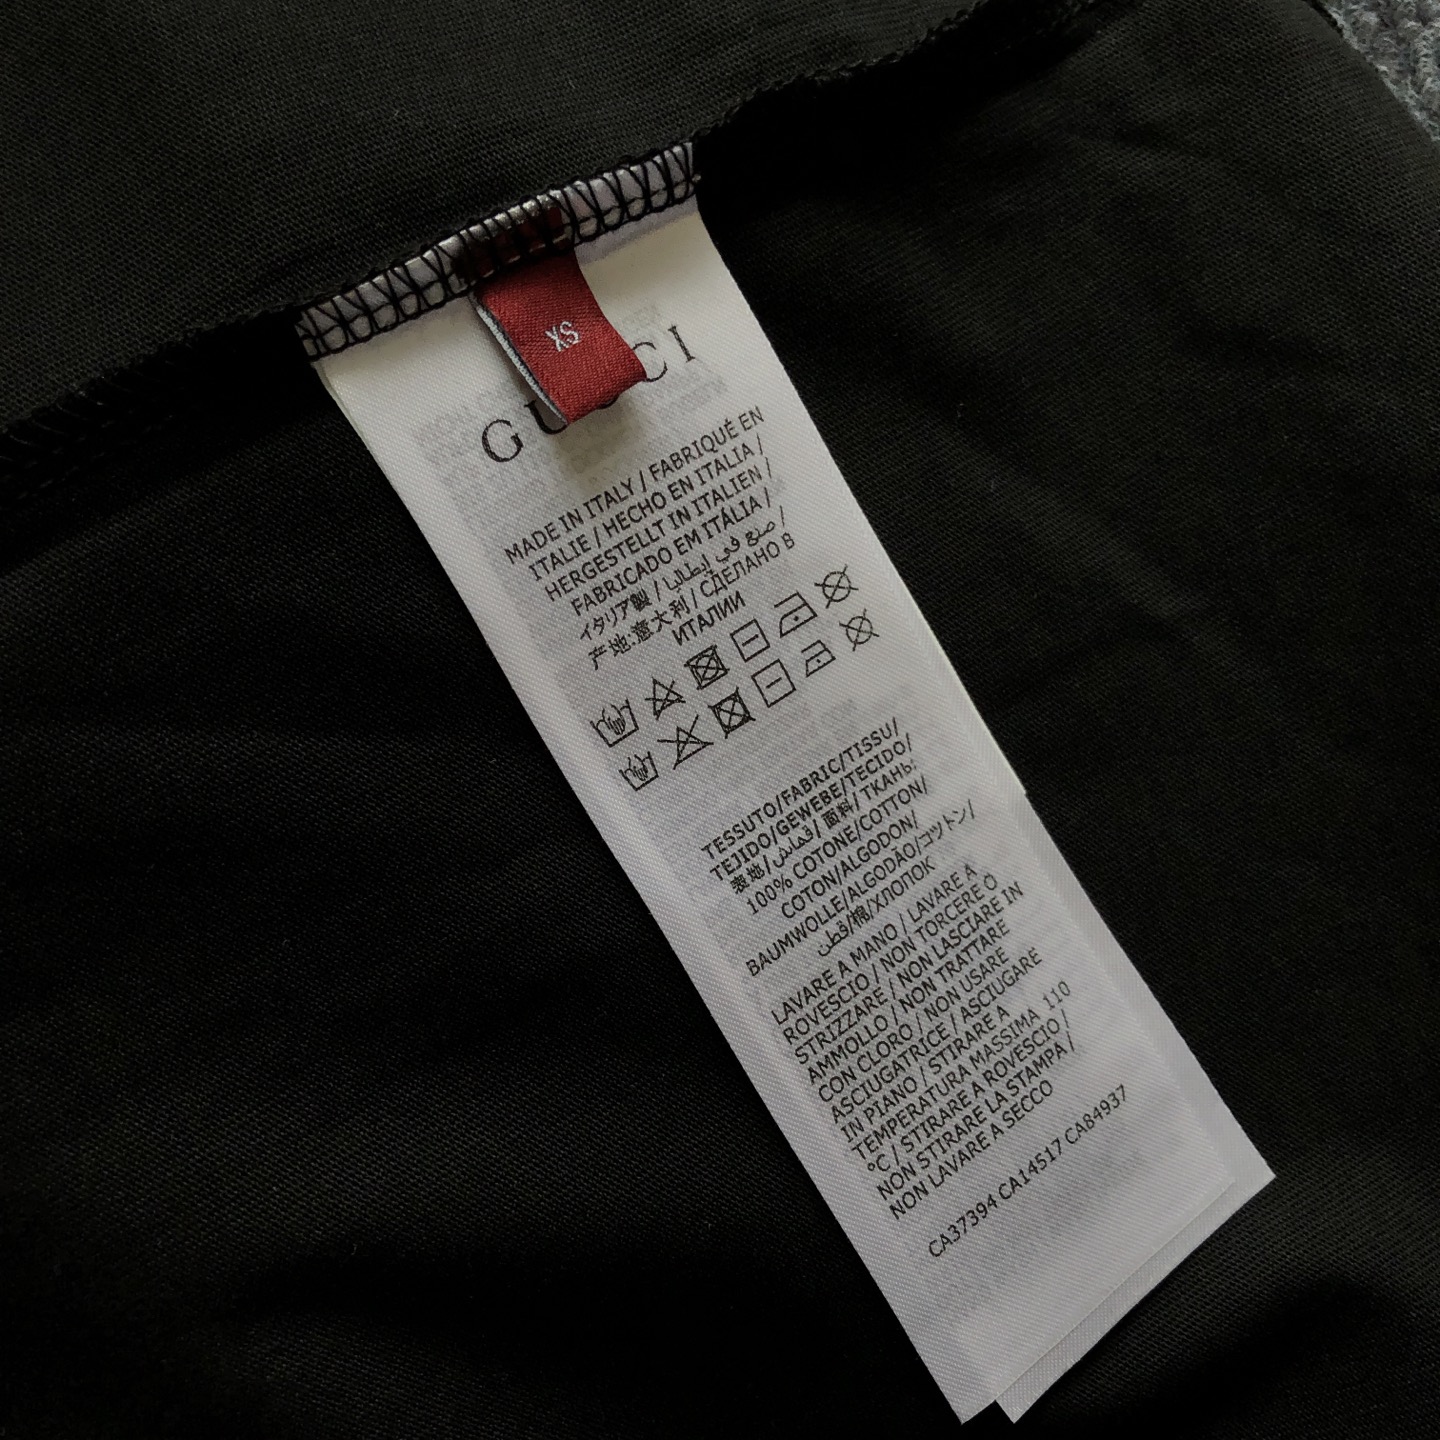 XS
GUCCI
MADE IN ITALY / FABRIQUÉ EN
ITALIE / HECHO EN ITALIA /
HERGESTELLT IN ITALIEN /
FABRICADO EM ITÁLIA /
イタリア製 / صنع في إيطاليا /
产地:意大利 / СДЕЛАНО В
ИТАЛИИ
TESSUTO/FABRIC/TISSU/
TEJIDO/GEWEBE/TECIDO/
表地/قماش/面料/ТКАНЬ:
100% COTONE/COTTON/
COTON/ALGODON/
BAUMWOLLE/ALGODÃO/コットン/
قطن/棉/ХЛОПОК
LAVARE A MANO / LAVARE A
ROVESCIO / NON TORCERE O
STRIZZARE / NON LASCIARE IN
AMMOLLO / NON TRATTARE
CON CLORO / NON USARE
ASCIUGATRICE / ASCIUGARE
IN PIANO / STIRARE A
TEMPERATURA MASSIMA 110
°C / STIRARE A ROVESCIO /
NON STIRARE LA STAMPA /
NON LAVARE A SECCO
CA37394 CA14517 CA84937